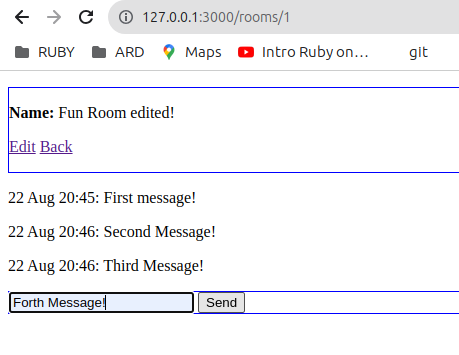 127.0.0.1:3000/rooms/1
RUBY ARD Maps Intro Ruby on… git
Name: Fun Room edited!
Edit Back
22 Aug 20:45: First message!
22 Aug 20:46: Second Message!
22 Aug 20:46: Third Message!
Forth Message! Send